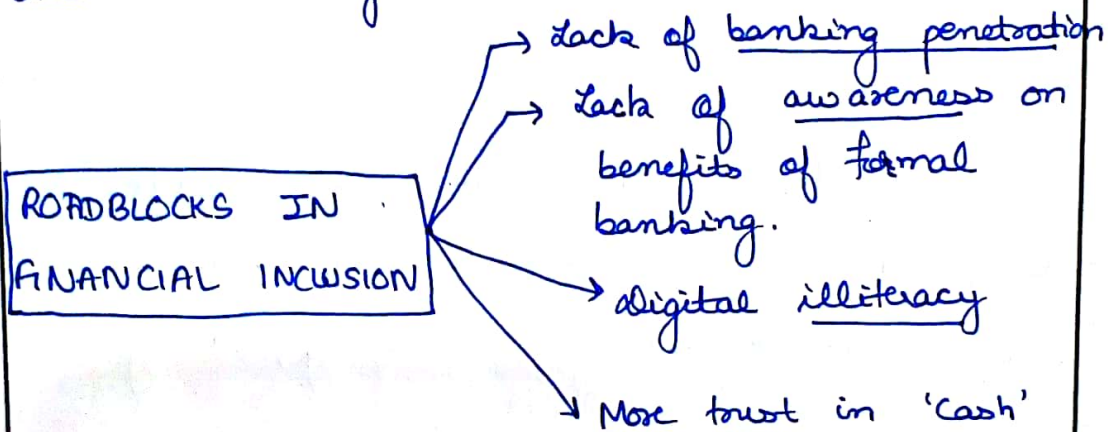 Lack of banking penetration
Lack of awareness on
benefits of formal
banking.
ROADBLOCKS IN
FINANCIAL INCLUSION
Digital illiteracy
More trust in 'Cash'